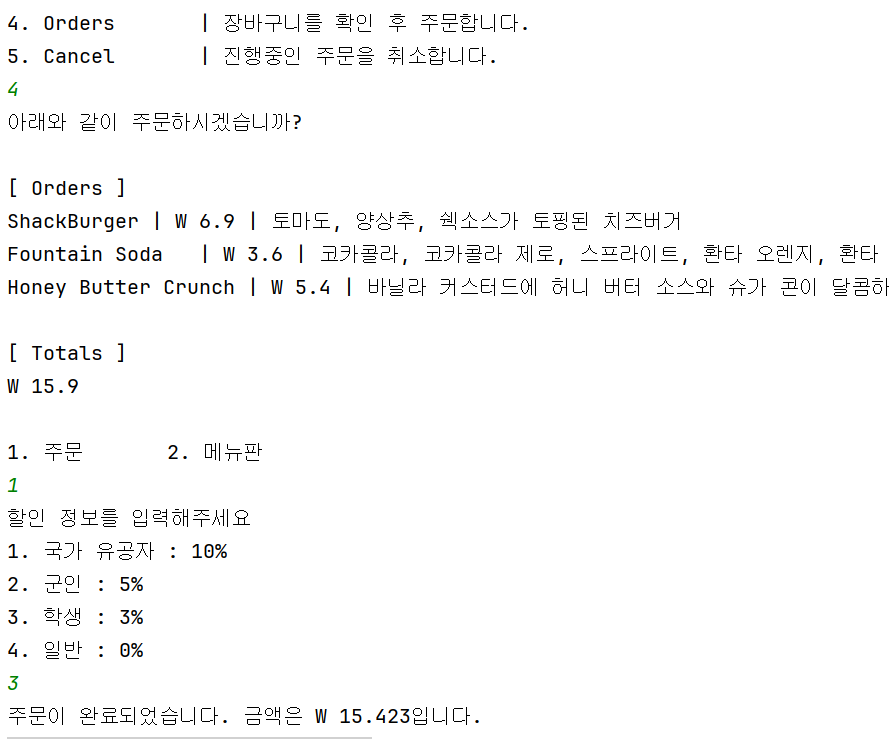 4. Orders       | 장바구니를 확인 후 주문합니다.
5. Cancel       | 진행중인 주문을 취소합니다.
4
아래와 같이 주문하시겠습니까?
[ Orders ]
ShackBurger | W 6.9 | 토마토, 양상추, 쉑소스가 토핑된 치즈버거
Fountain Soda   | W 3.6 | 코카콜라, 코카콜라 제로, 스프라이트, 환타 오렌지, 환타
Honey Butter Crunch | W 5.4 | 바닐라 커스터드에 허니 버터 소스와 슈가 콘이 달콤하
[ Totals ]
W 15.9
1. 주문       2. 메뉴판
1
할인 정보를 입력해주세요
1. 국가 유공자 : 10%
2. 군인 : 5%
3. 학생 : 3%
4. 일반 : 0%
3
주문이 완료되었습니다. 금액은 W 15.423입니다.